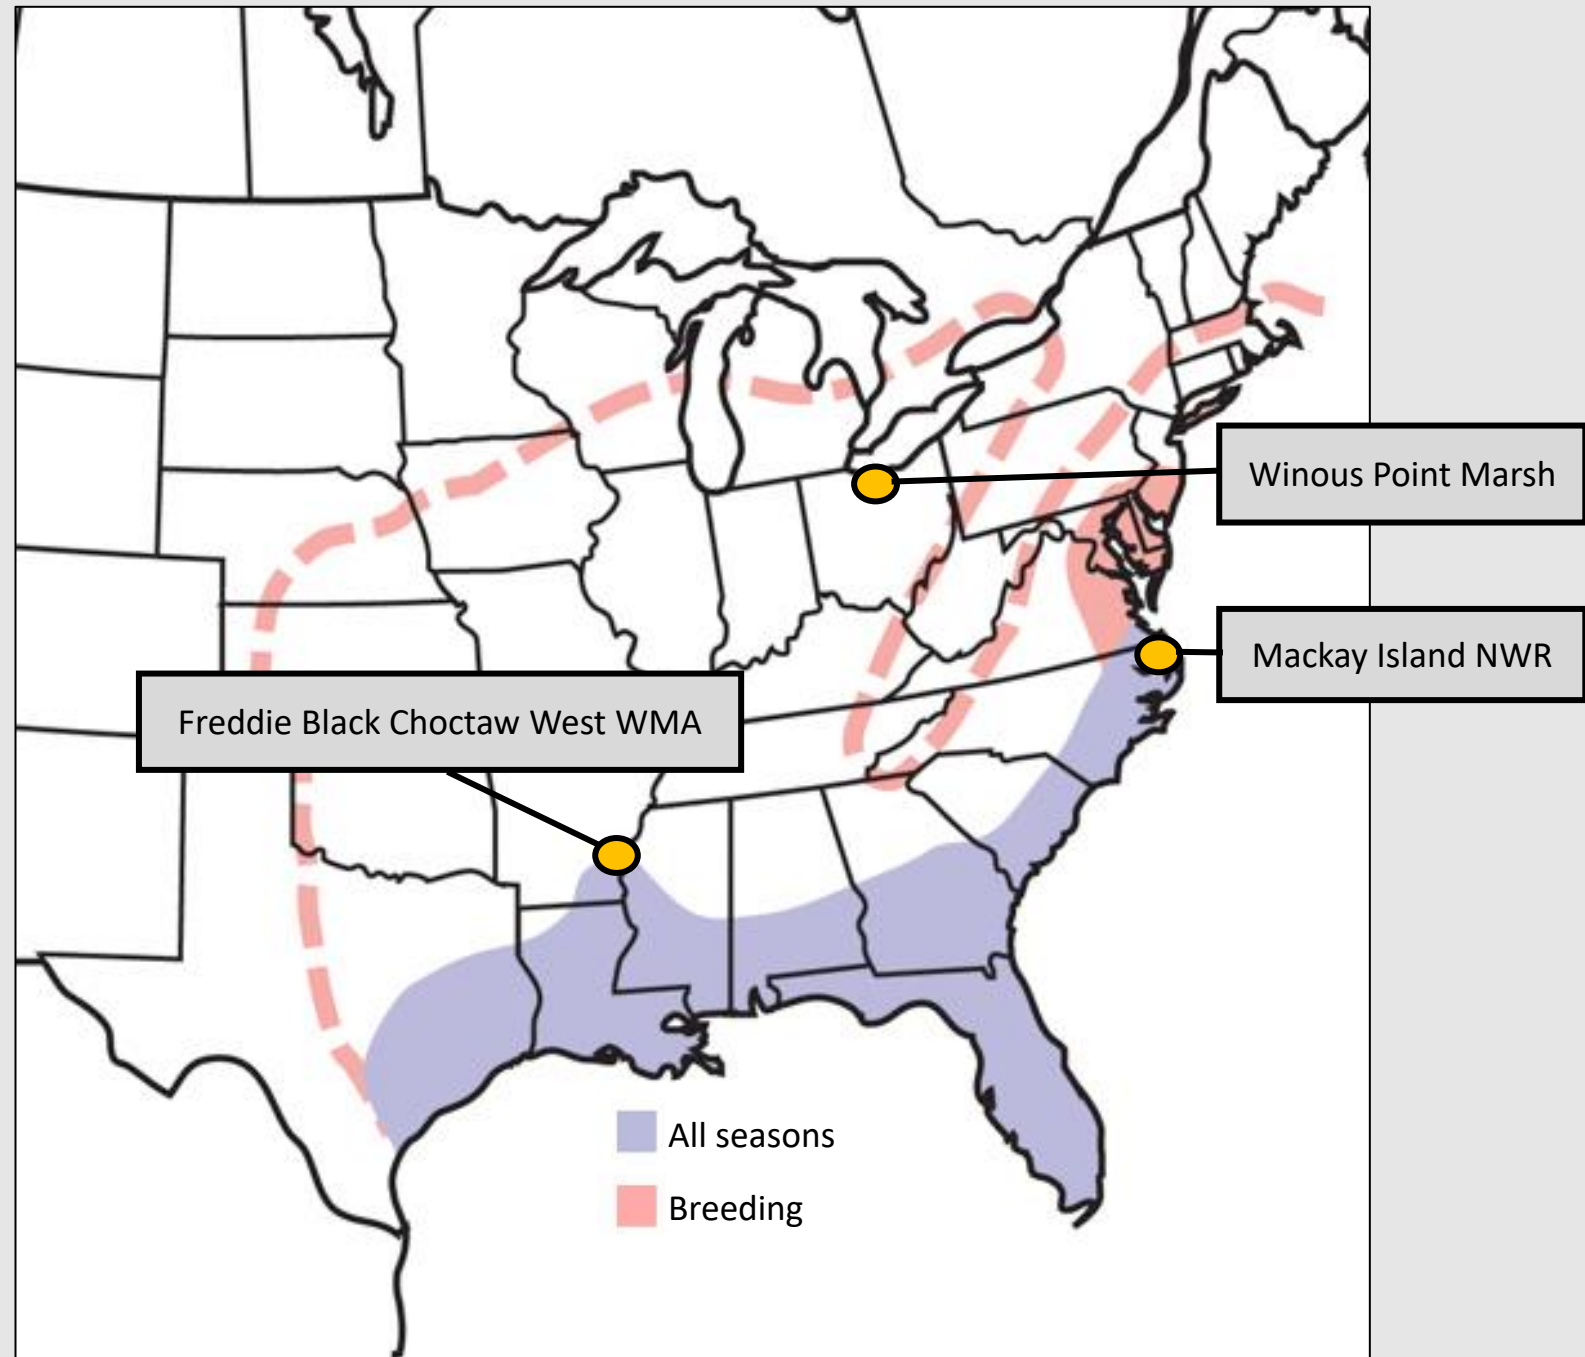 Winous Point Marsh
Mackay Island NWR
Freddie Black Choctaw West WMA
All seasons
Breeding